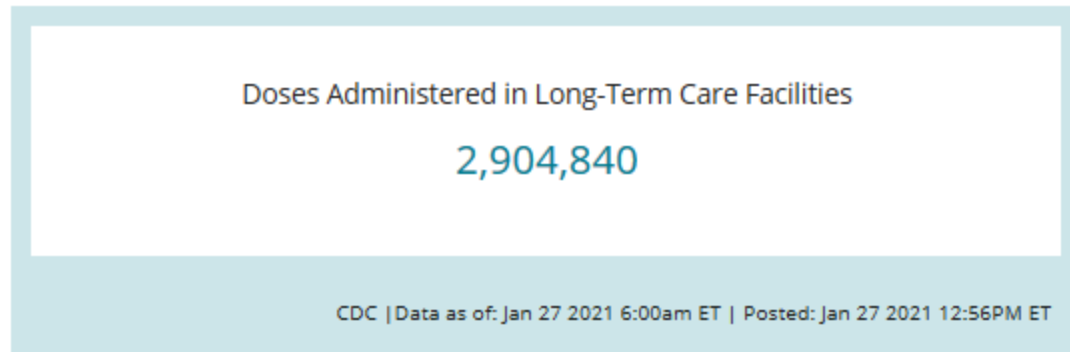 Doses Administered in Long-Term Care Facilities
2,904,840
CDC |Data as of: Jan 27 2021 6:00am ET | Posted: Jan 27 2021 12:56PM ET